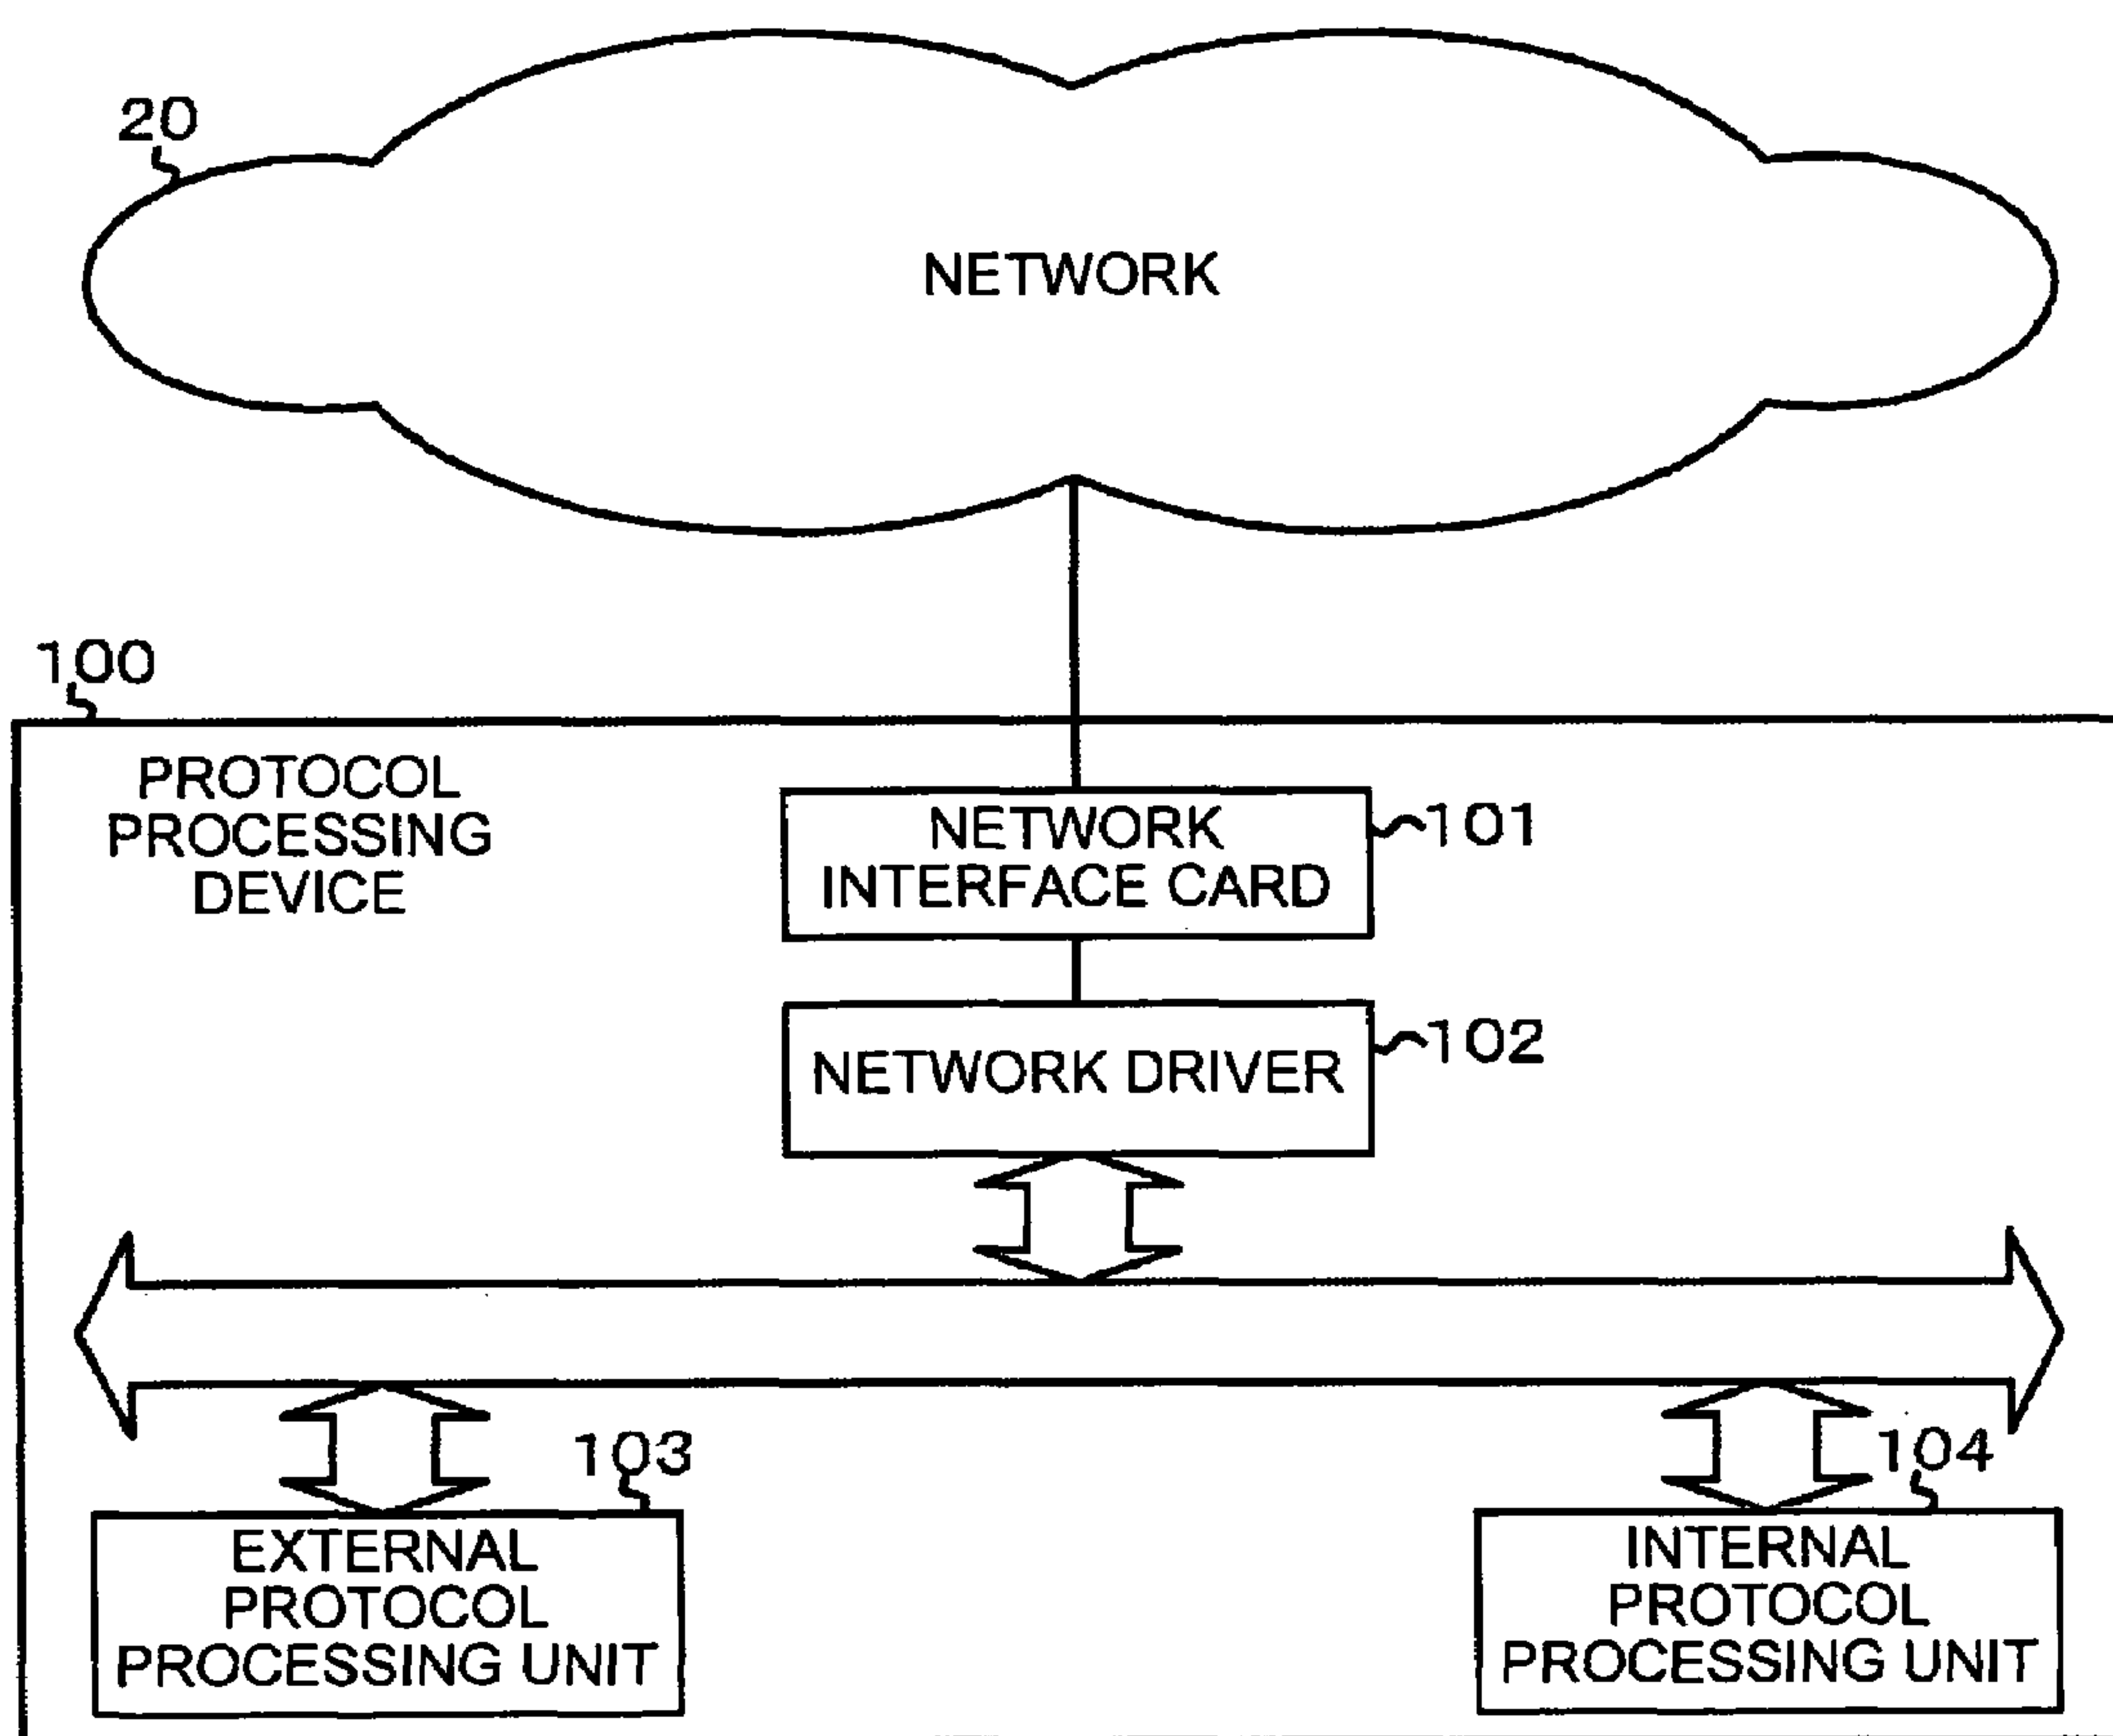 20
NETWORK
100
PROTOCOL
PROCESSING
DEVICE
NETWORK
INTERFACE CARD
101
NETWORK DRIVER
102
103
104
EXTERNAL
PROTOCOL
PROCESSING UNIT
INTERNAL
PROTOCOL
PROCESSING UNIT